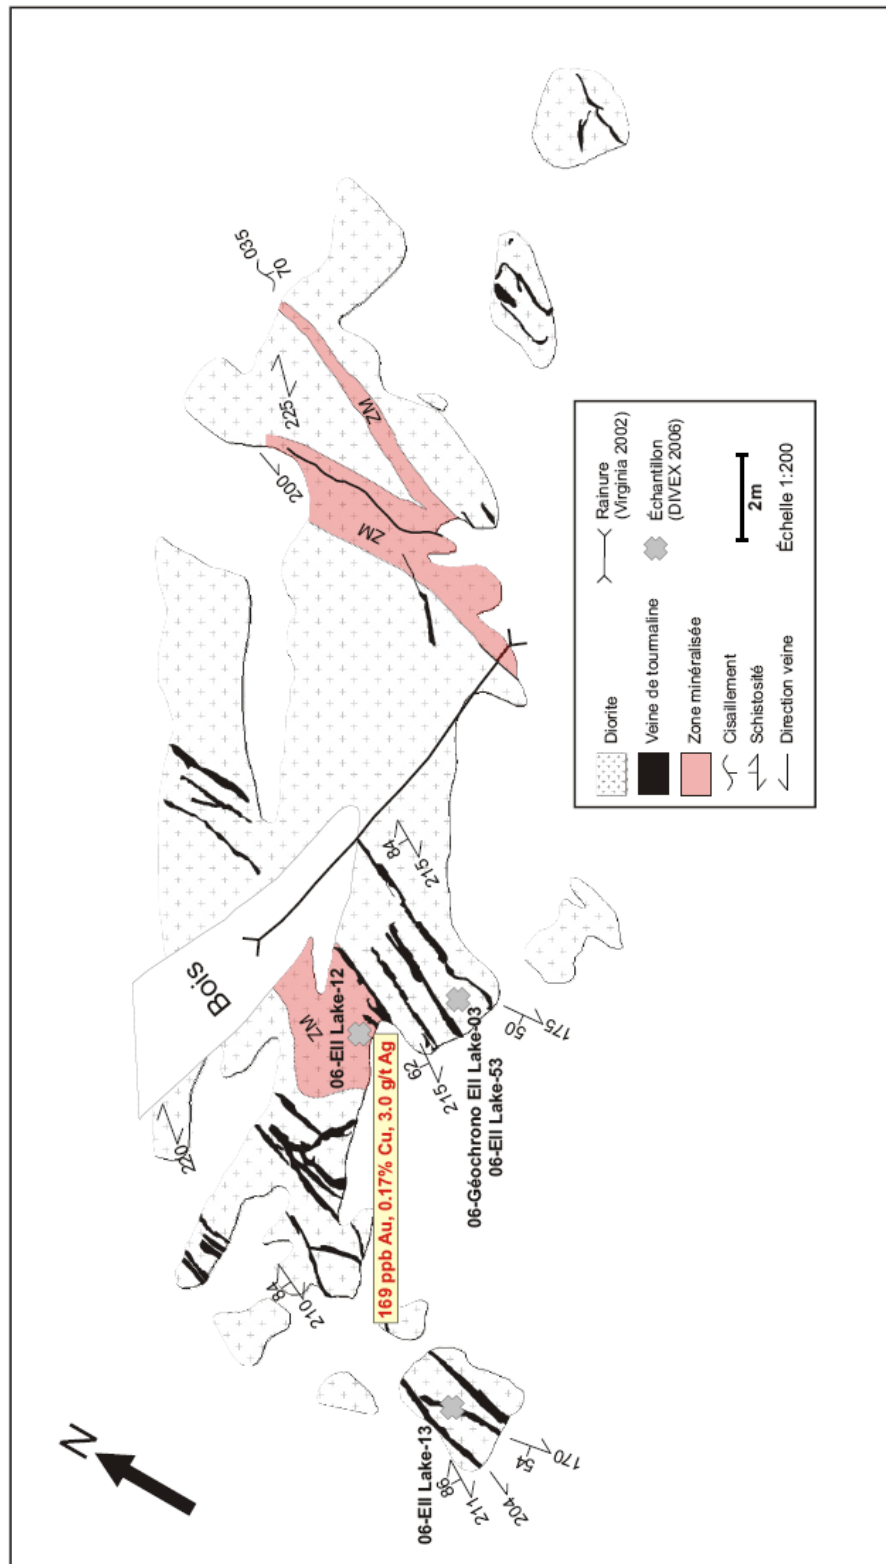 N
Bois
220
035
70
84
210
225
200
ZM
06-Ell Lake-12
ZM
ZM
169 ppb Au, 0.17% Cu, 3.0 g/t Ag
84
215
62
215
06-Ell Lake-13
86
211
204
06-Géochrono Ell Lake-03
06-Ell Lake-53
50
175
54
170
Diorite
Veine de tourmaline
Zone minéralisée
Cisaillement
Schistosité
Direction veine
Rainure
(Virginia 2002)
Échantillon
(DIVEX 2006)
2m
Échelle 1:200